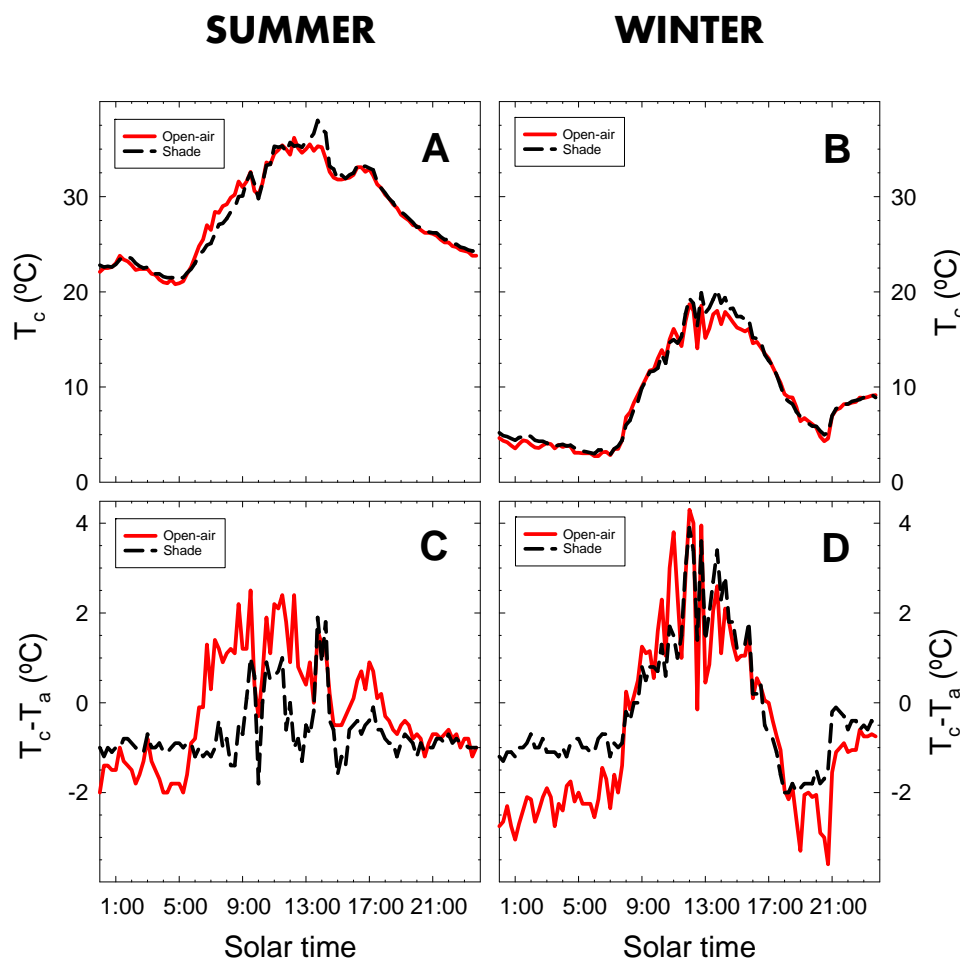 SUMMER WINTER
Open-air
Shade
A
Open-air
Shade
B
30
20
10
0
30
20
10
0
Tc (ºC)
Tc (ºC)
Open-air
Shade
C
Open-air
Shade
D
4
2
0
-2
4
2
0
-2
Tc-Ta (ºC)
Tc-Ta (ºC)
1:00 5:00 9:00 13:00 17:00 21:00
1:00 5:00 9:00 13:00 17:00 21:00
Solar time
Solar time